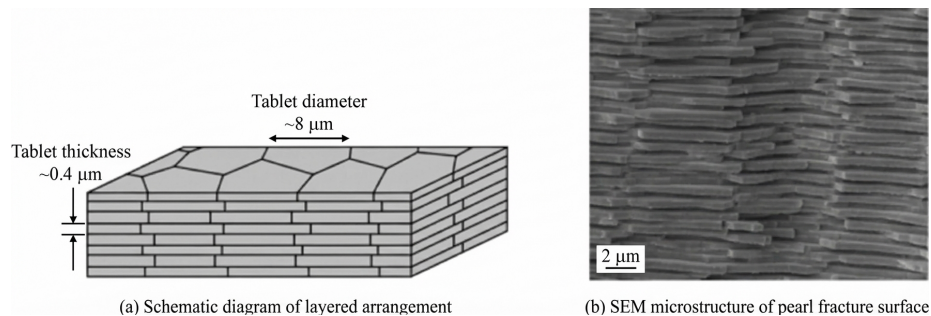 Tablet diameter
~8 μm
Tablet thickness
~0.4 μm
2 μm
(a) Schematic diagram of layered arrangement
(b) SEM microstructure of pearl fracture surface